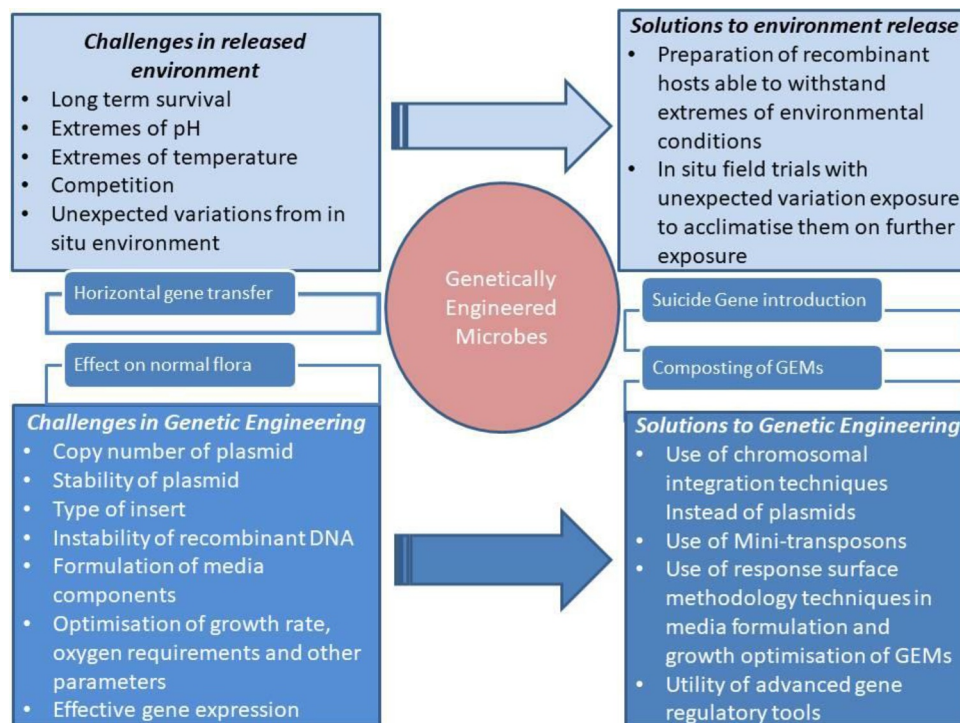 Challenges in released
environment
• Long term survival
• Extremes of pH
• Extremes of temperature
• Competition
• Unexpected variations from in
situ environment
Horizontal gene transfer
Effect on normal flora
Challenges in Genetic Engineering
• Copy number of plasmid
• Stability of plasmid
• Type of insert
• Instability of recombinant DNA
• Formulation of media
components
• Optimisation of growth rate,
oxygen requirements and other
parameters
• Effective gene expression
Genetically
Engineered
Microbes
Solutions to environment release
• Preparation of recombinant
hosts able to withstand
extremes of environmental
conditions
• In situ field trials with
unexpected variation exposure
to acclimatise them on further
exposure
Suicide Gene introduction
Composting of GEMs
Solutions to Genetic Engineering
• Use of chromosomal
integration techniques
Instead of plasmids
• Use of Mini-transposons
• Use of response surface
methodology techniques in
media formulation and
growth optimisation of GEMs
• Utility of advanced gene
regulatory tools